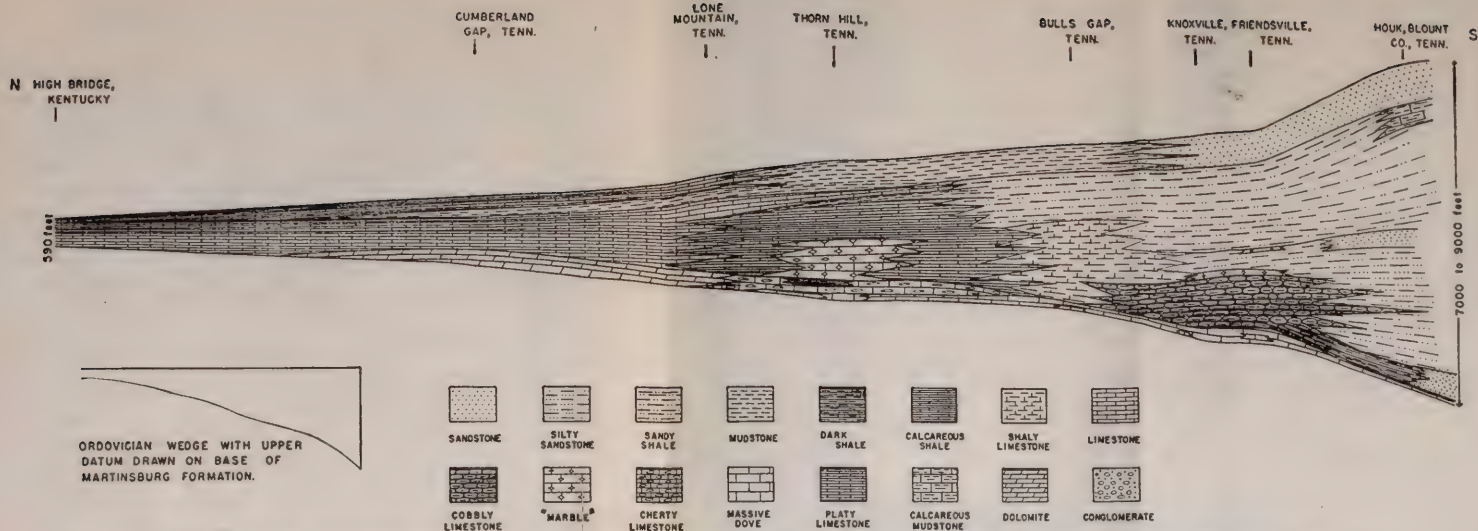 N HIGH BRIDGE,
KENTUCKY
CUMBERLAND
GAP, TENN.
LONE
MOUNTAIN,
TENN.
THORN HILL,
TENN.
BULLS GAP,
TENN.
KNOXVILLE,
TENN.
FRIENDSVILLE,
TENN.
HOUK, BLOUNT
CO., TENN.
S
590 feet
7000 to 9000 feet
ORDOVICIAN WEDGE WITH UPPER
DATUM DRAWN ON BASE OF
MARTINSBURG FORMATION.
SANDSTONE
SILTY
SANDSTONE
SANDY
SHALE
MUDSTONE
DARK
SHALE
CALCAREOUS
SHALE
SHALY
LIMESTONE
LIMESTONE
COBBLY
LIMESTONE
"MARBLE"
CHERTY
LIMESTONE
MASSIVE
DOVE
PLATY
LIMESTONE
CALCAREOUS
MUDSTONE
DOLOMITE
CONGLOMERATE